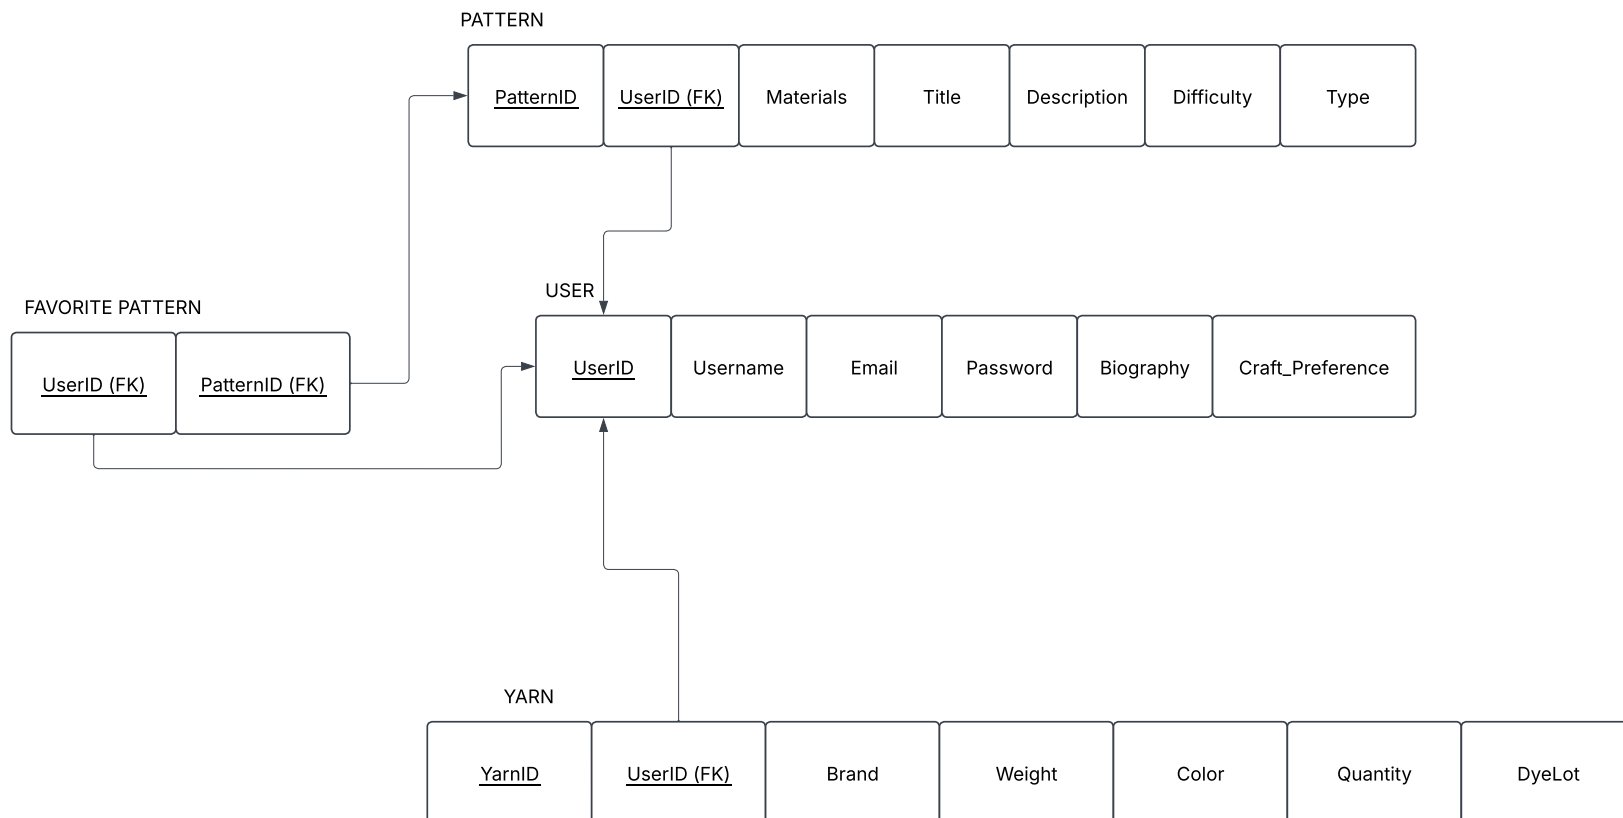 PATTERN
PatternID UserID (FK) Materials Title Description Difficulty Type
FAVORITE PATTERN
UserID (FK) PatternID (FK)
USER
UserID Username Email Password Biography Craft_Preference
YARN
YarnID UserID (FK) Brand Weight Color Quantity DyeLot